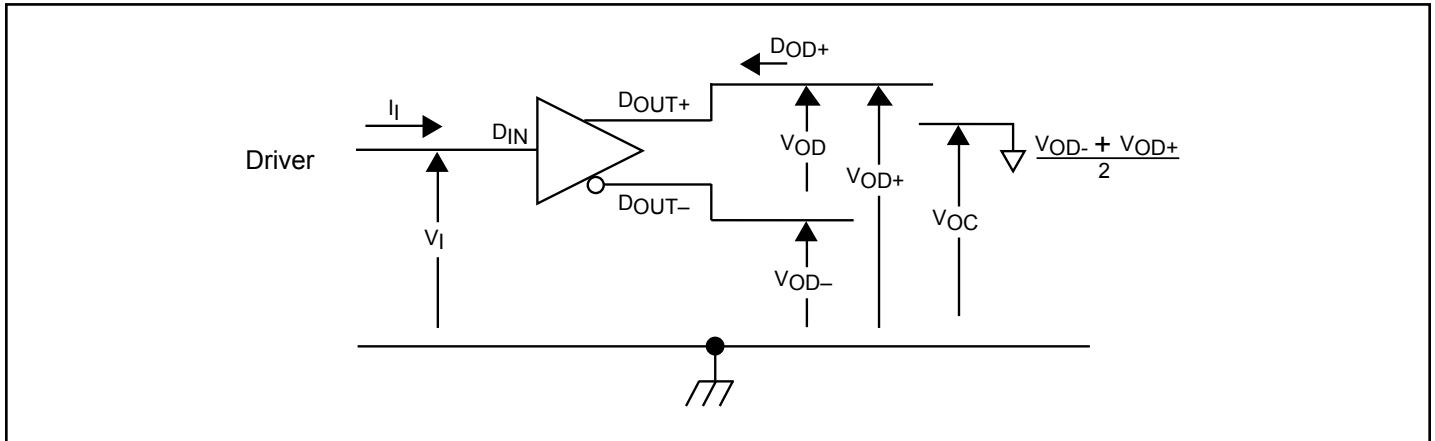 DOD+
II
DOUT+
DIN
Driver
VOD
VOD+
VOD- + VOD+
2
DOUT–
VOC
VI
VOD–